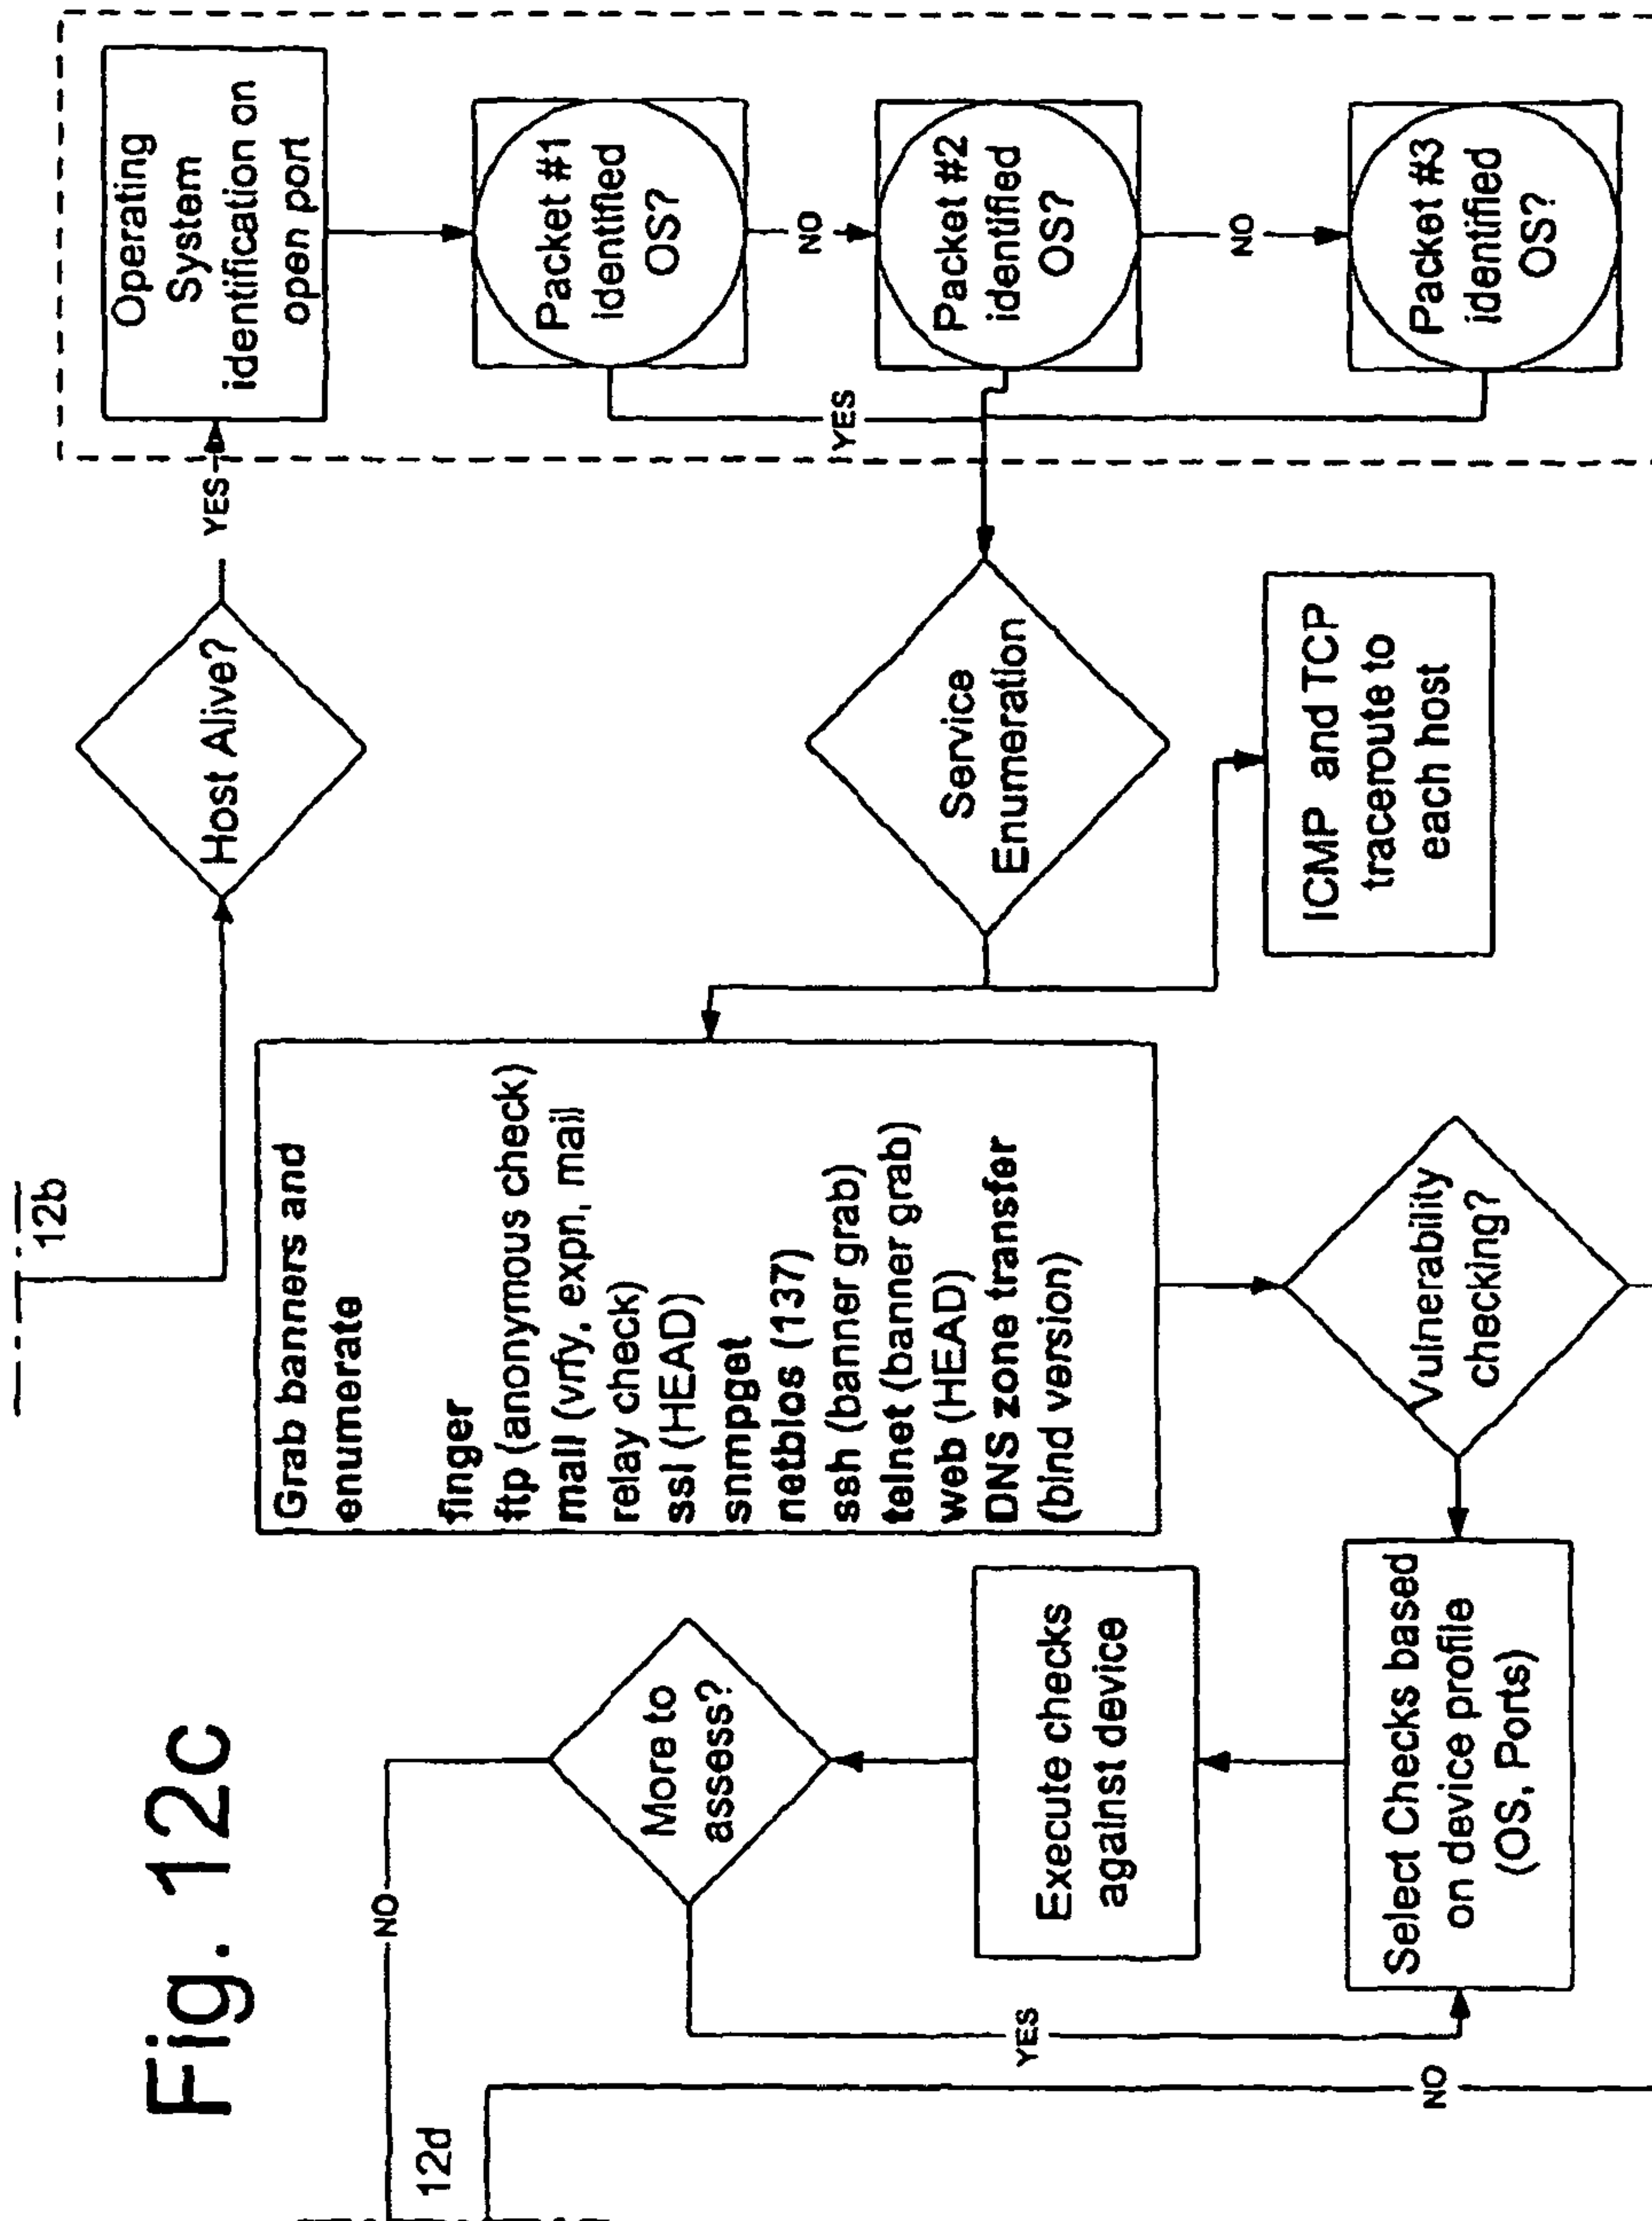 Fig. 12c
12b
Host Alive?
YES
Operating
System
identification on
open port
Packet #1
identified
OS?
NO
Packet #2
identified
OS?
NO
Packet #3
identified
OS?
YES
Service
Enumeration
ICMP and TCP
traceroute to
each host
Grab banners and
enumerate
finger
ftp (anonymous check)
mail (vrfy, expn, mail
relay check)
ssl (HEAD)
snmpget
netbios (137)
ssh (banner grab)
telnet (banner grab)
web (HEAD)
DNS zone transfer
(bind version)
Vulnerability
checking?
Select Checks based
on device profile
(OS, Ports)
Execute checks
against device
More to
assess?
NO
YES
NO
12d